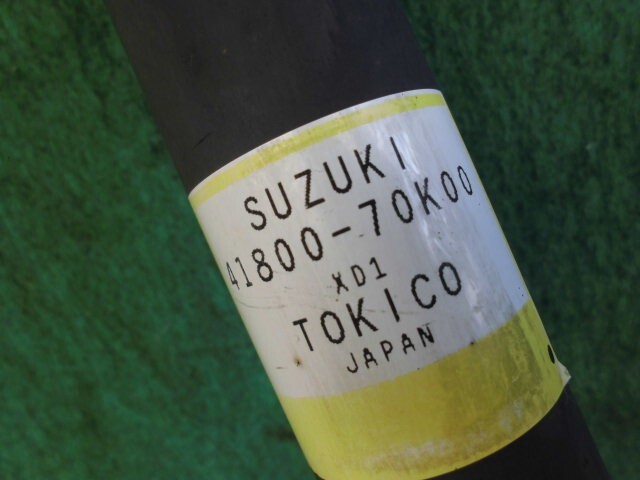 SUZUKI
41800-70K00
XD1
TOKICO
JAPAN